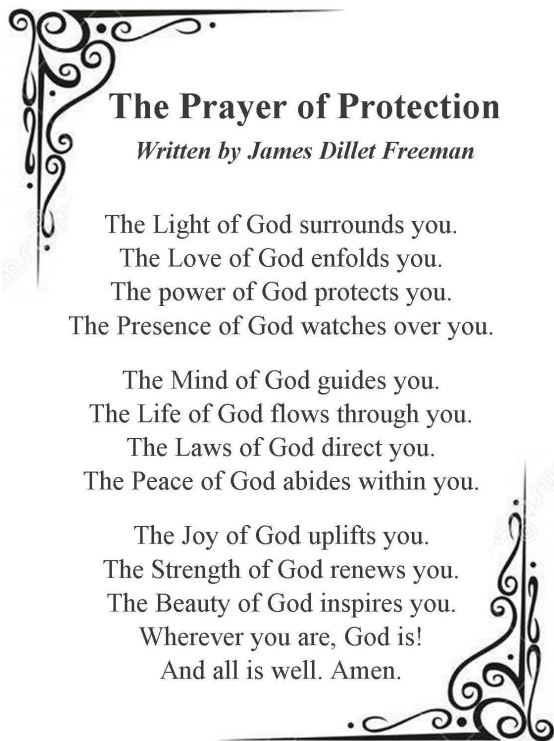 The Prayer of Protection
Written by James Dillet Freeman
The Light of God surrounds you.
The Love of God enfolds you.
The power of God protects you.
The Presence of God watches over you.
The Mind of God guides you.
The Life of God flows through you.
The Laws of God direct you.
The Peace of God abides within you.
The Joy of God uplifts you.
The Strength of God renews you.
The Beauty of God inspires you.
Wherever you are, God is!
And all is well. Amen.